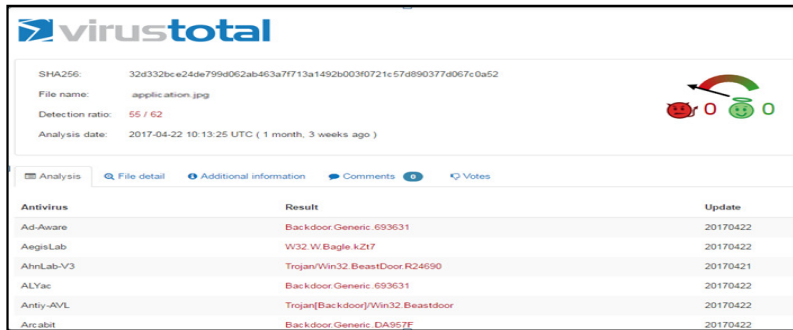 virustotal
SHA256: 32d332bce24de799d062ab463a7f713a1492b003f0721c57d890377d067c0a52
File name: application.jpg
Detection ratio: 55 / 62
0 0
Analysis date: 2017-04-22 10:13:25 UTC ( 1 month, 3 weeks ago )
Analysis File detail Additional information Comments 0 Votes
Antivirus Result Update
Ad-Aware Backdoor.Generic.693631 20170422
AegisLab W32.W.Bagle.kZt7 20170422
AhnLab-V3 Trojan/Win32.BeastDoor.R24690 20170421
ALYac Backdoor.Generic.693631 20170422
Antiy-AVL Trojan[Backdoor]/Win32.Beastdoor 20170422
Arcabit Backdoor.Generic.DA957F 20170422